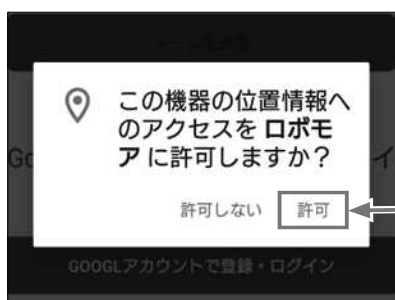 この機器の位置情報へ
のアクセスを ロボモ
ア に許可しますか？
Go
イ
許可しない
許可
GOOGLアカウントで登録・ログイン